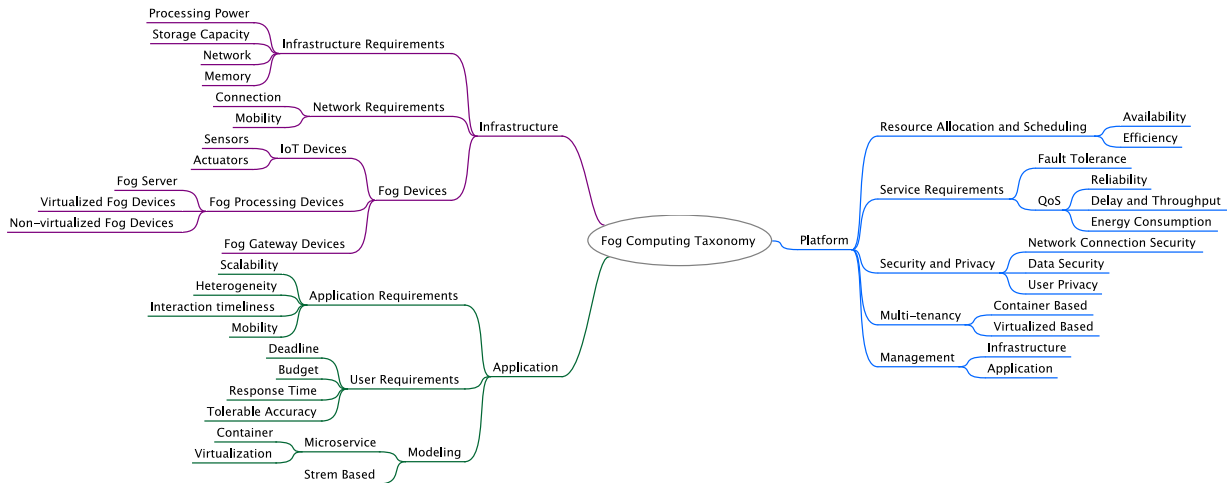 Processing Power
Storage Capacity
Network
Memory
Infrastructure Requirements
Connection
Mobility
Network Requirements
Sensors
Actuators
IoT Devices
Fog Server
Virtualized Fog Devices
Non-virtualized Fog Devices
Fog Processing Devices
Fog Gateway Devices
Fog Devices
Infrastructure
Scalability
Heterogeneity
Interaction timeliness
Mobility
Application Requirements
Deadline
Budget
Response Time
Tolerable Accuracy
User Requirements
Container
Virtualization
Microservice
Strem Based
Modeling
Application
Fog Computing Taxonomy
Platform
Resource Allocation and Scheduling
Availability
Efficiency
Service Requirements
Fault Tolerance
QoS
Reliability
Delay and Throughput
Energy Consumption
Security and Privacy
Network Connection Security
Data Security
User Privacy
Multi-tenancy
Container Based
Virtualized Based
Management
Infrastructure
Application